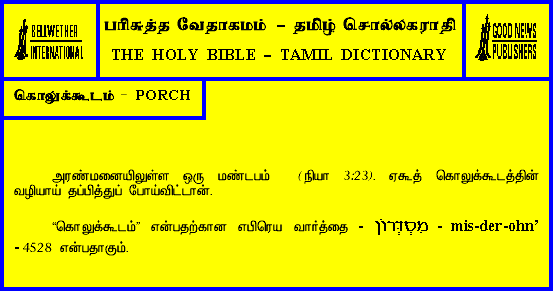 BELLWETHER
INTERNATIONAL
பரிசுத்த வேதாகமம் – தமிழ் சொல்லகராதி
THE HOLY BIBLE – TAMIL DICTIONARY
GOOD NEWS
PUBLISHERS
கொலுக்கூடம் - PORCH
அரண்மனையிலுள்ள ஒரு மண்டபம் (நியா 3:23). ஏகூத் கொலுக்கூடத்தின்
வழியாய் தப்பித்துப் போய்விட்டான்.
“கொலுக்கூடம்” என்பதற்கான எபிரெய வார்த்தை - מִסְדְּרוֹן - mis-der-ohn’
- 4528 என்பதாகும்.